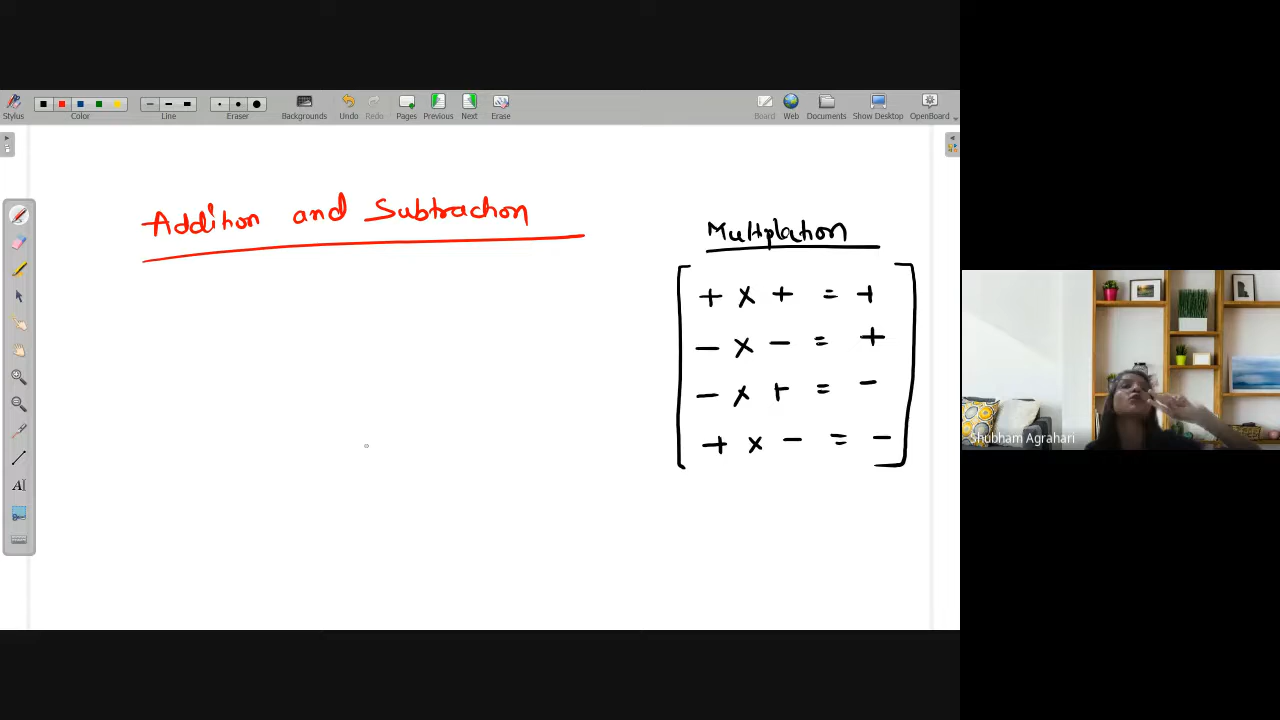 Stylus
Color
Line
Eraser
Backgrounds
Undo
Redo
Pages
Previous
Next
Erase
Board
Web
Documents
Show Desktop
OpenBoard
Addition and Subtraction
Multiplation
+ x + = +
- x - = +
- x + = -
+ x - = -
Shubham Agrahari